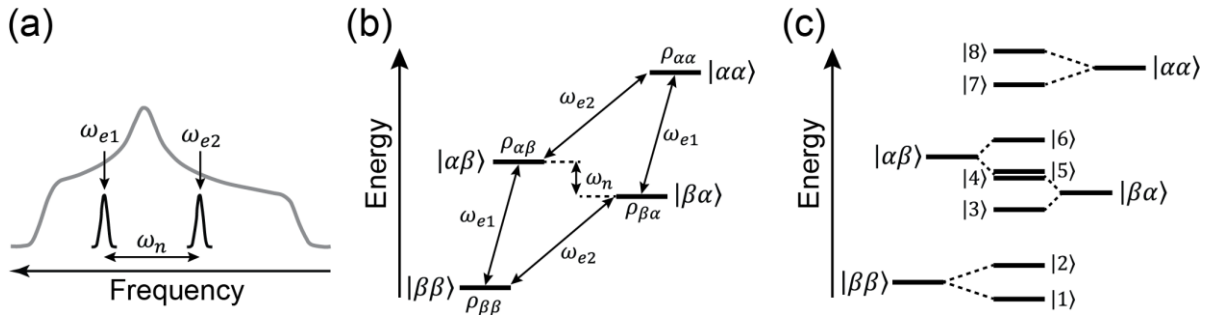 (a)
ω_e1
ω_e2
ω_n
Frequency
(b)
Energy
ρ_αα
|αα⟩
ω_e2
ω_e1
ρ_αβ
|αβ⟩
ω_n
|βα⟩
ρ_βα
ω_e1
ω_e2
|ββ⟩
ρ_ββ
(c)
Energy
|8⟩
|αα⟩
|7⟩
|6⟩
|αβ⟩
|5⟩
|4⟩
|βα⟩
|3⟩
|2⟩
|ββ⟩
|1⟩